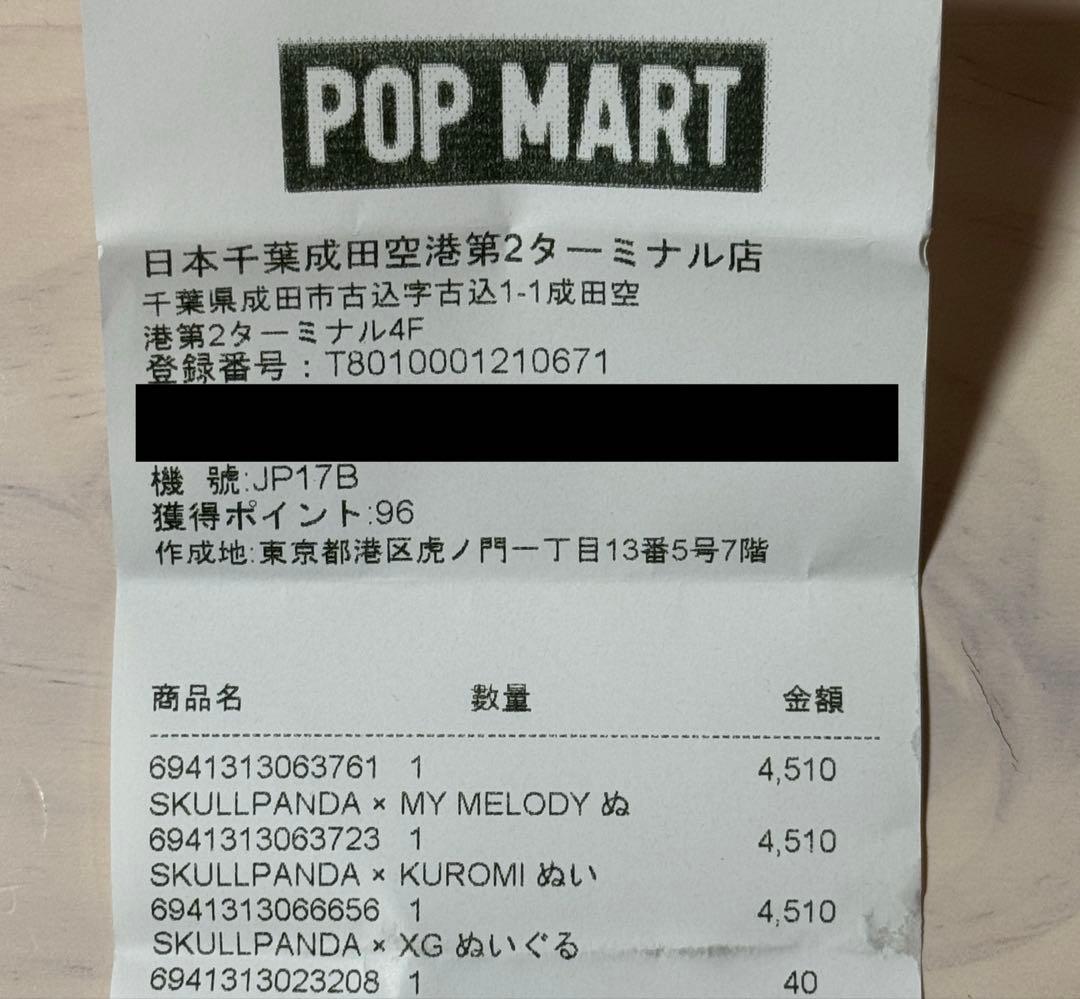 POP MART
日本千葉成田空港第2ターミナル店
千葉県成田市古込字古込1-1成田空
港第2ターミナル4F
登録番号：T8010001210671
機 號:JP17B
獲得ポイント:96
作成地:東京都港区虎ノ門一丁目13番5号7階
商品名 數量 金額
6941313063761 1 4,510
SKULLPANDA × MY MELODY ぬ
6941313063723 1 4,510
SKULLPANDA × KUROMI ぬい
6941313066656 1 4,510
SKULLPANDA × XG ぬいぐる
6941313023208 1 40